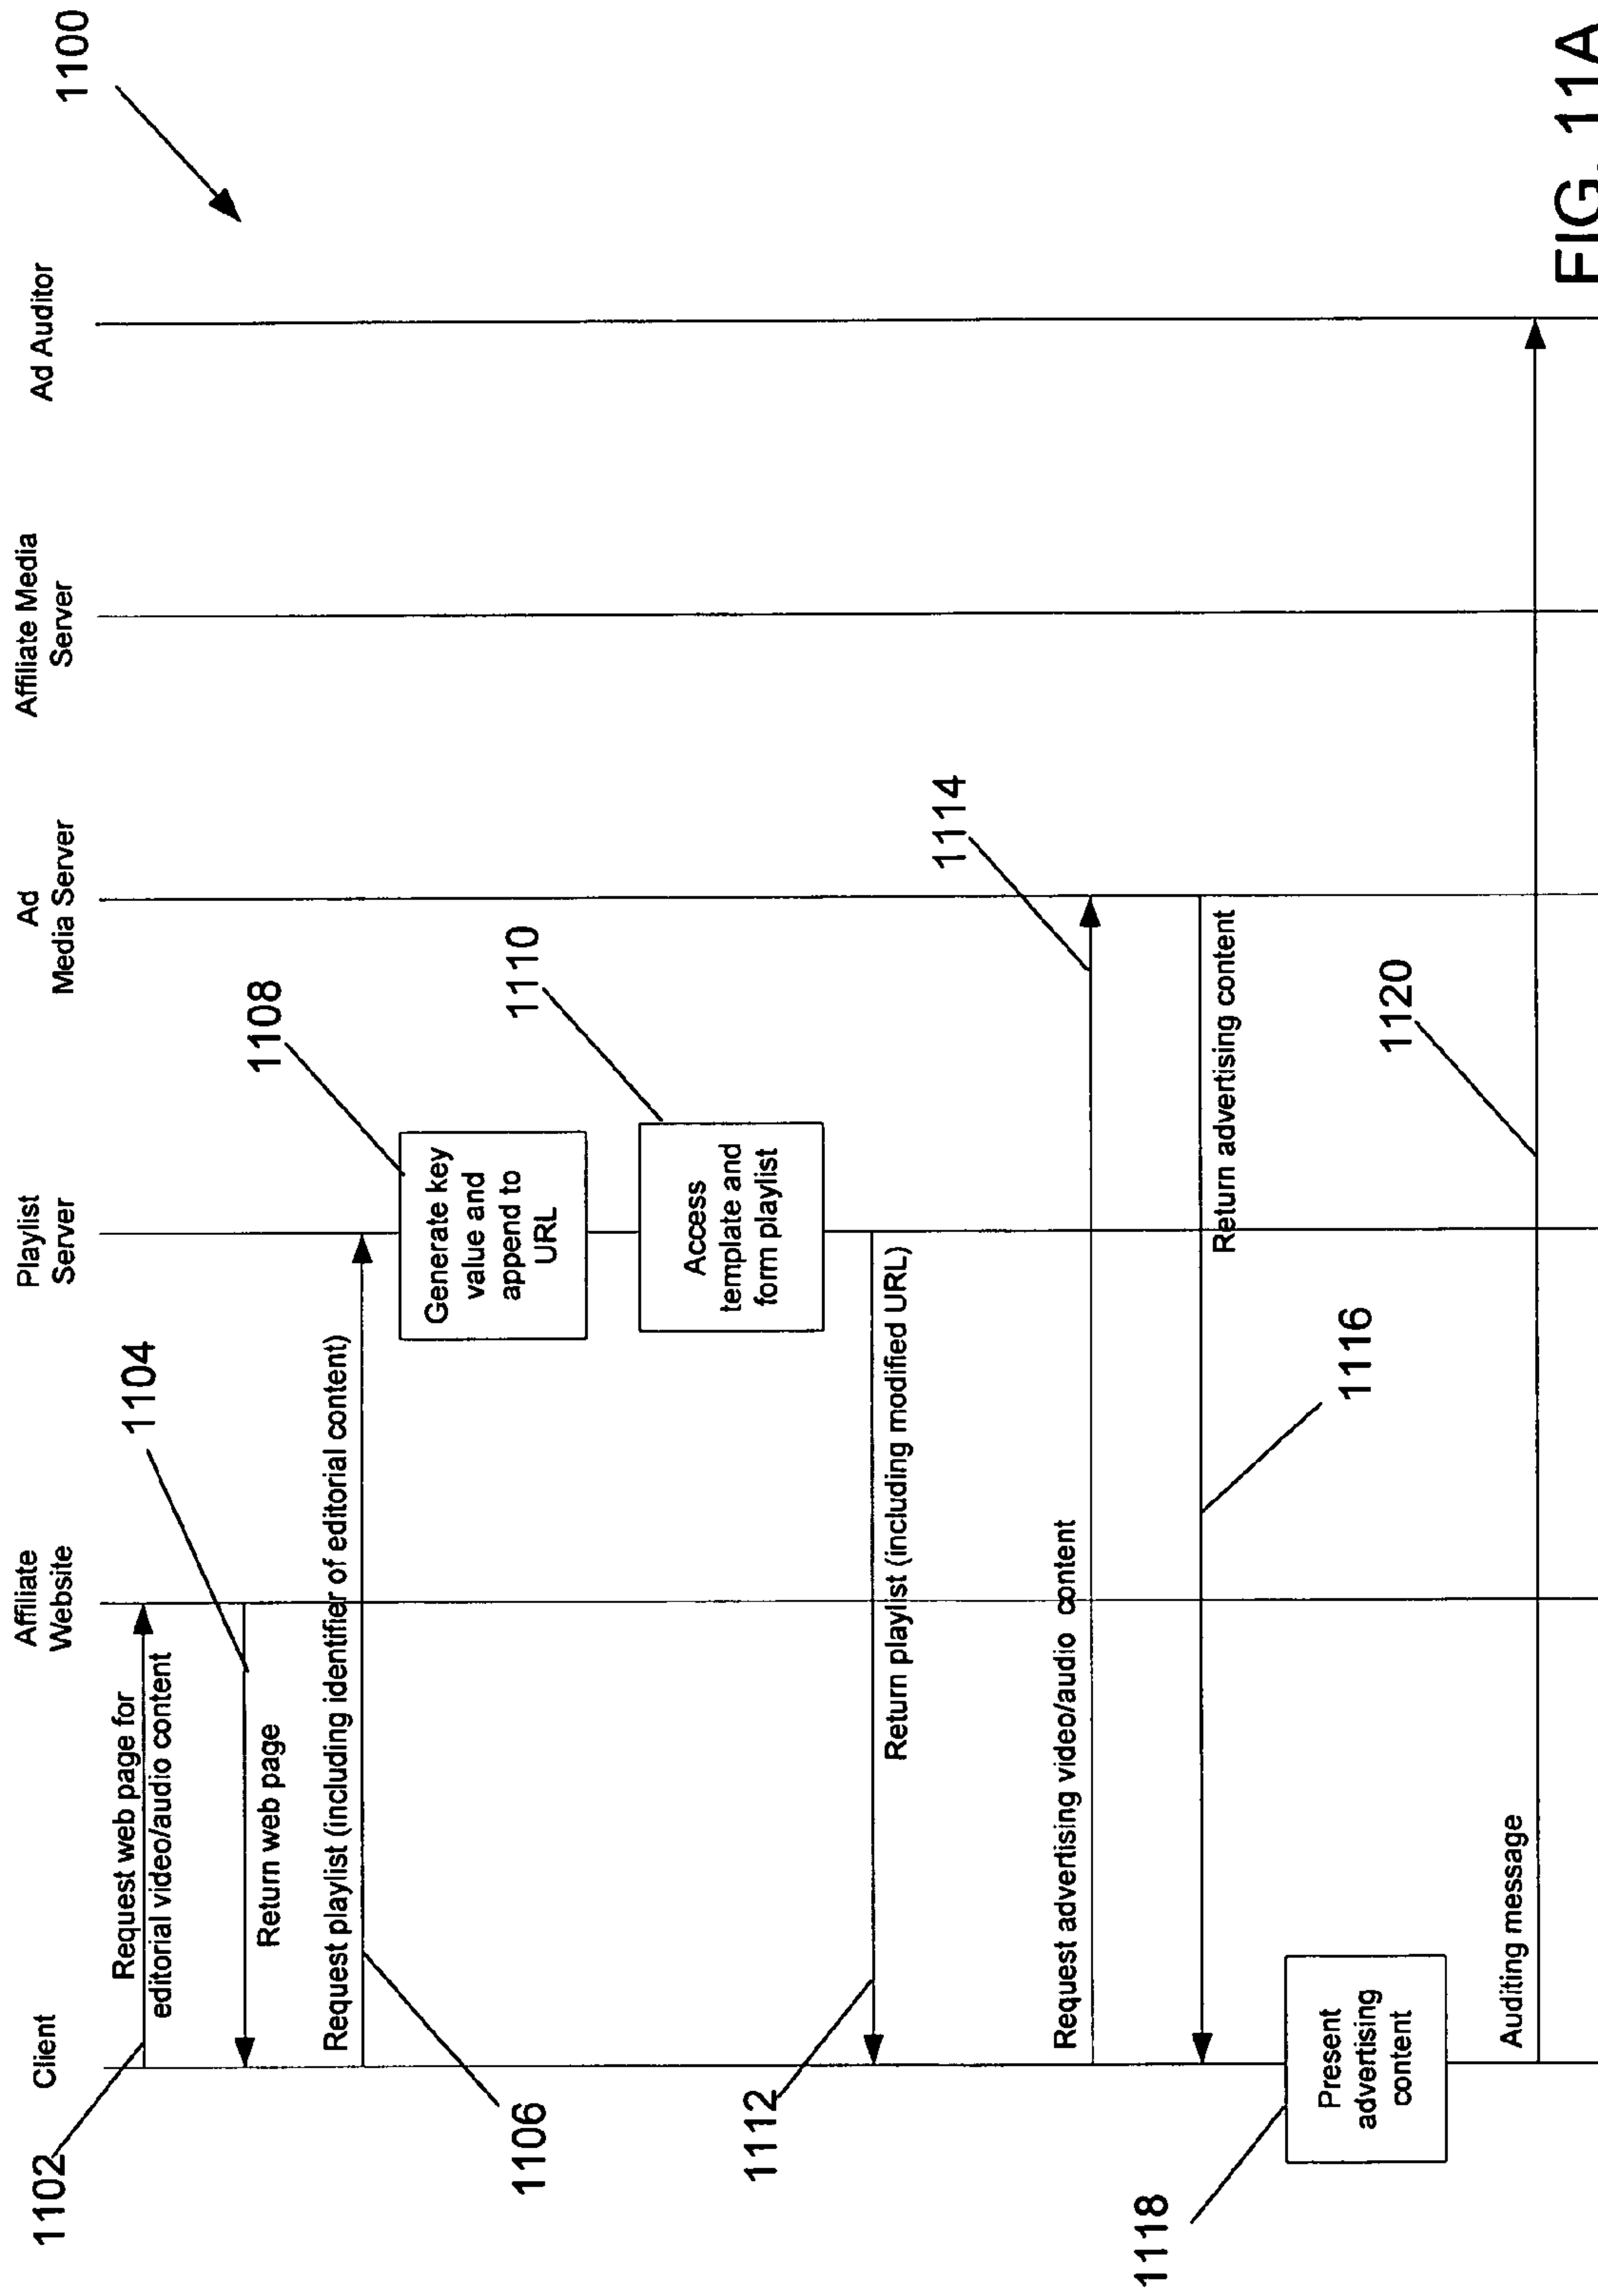 1100
Client
Affiliate
Website
Playlist
Server
Ad
Media Server
Affiliate Media
Server
Ad Auditor
1102
Request web page for
editorial video/audio content
1104
Return web page
Request playlist (including identifier of editorial content)
1106
1108
Generate key
value and
append to
URL
1110
Access
template and
form playlist
Return playlist (including modified URL)
1112
1114
Request advertising video/audio content
Return advertising content
1116
1118
Present
advertising
content
1120
Auditing message
FIG. 11A